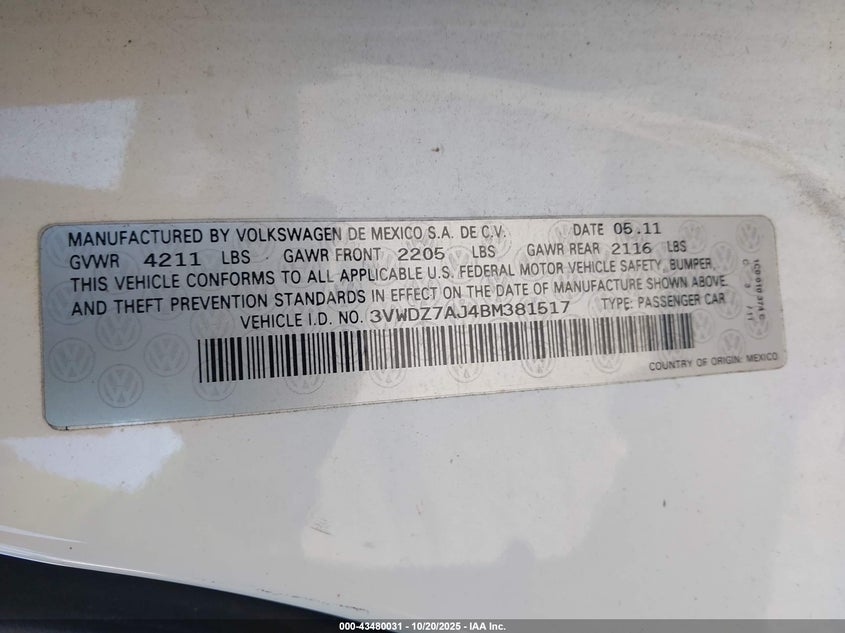 MANUFACTURED BY VOLKSWAGEN DE MEXICO S.A. DE C.V. DATE 05.11
GVWR 4211 LBS GAWR FRONT 2205 LBS GAWR REAR 2116 LBS
THIS VEHICLE CONFORMS TO ALL APPLICABLE U.S. FEDERAL MOTOR VEHICLE SAFETY, BUMPER,
AND THEFT PREVENTION STANDARDS IN EFFECT ON THE DATE OF MANUFACTURE SHOWN ABOVE.
VEHICLE I.D. NO. 3VWDZ7AJ4BM381517 TYPE: PASSENGER CAR
COUNTRY OF ORIGIN: MEXICO
000-43480031 - 10/20/2025 - IAA Inc.